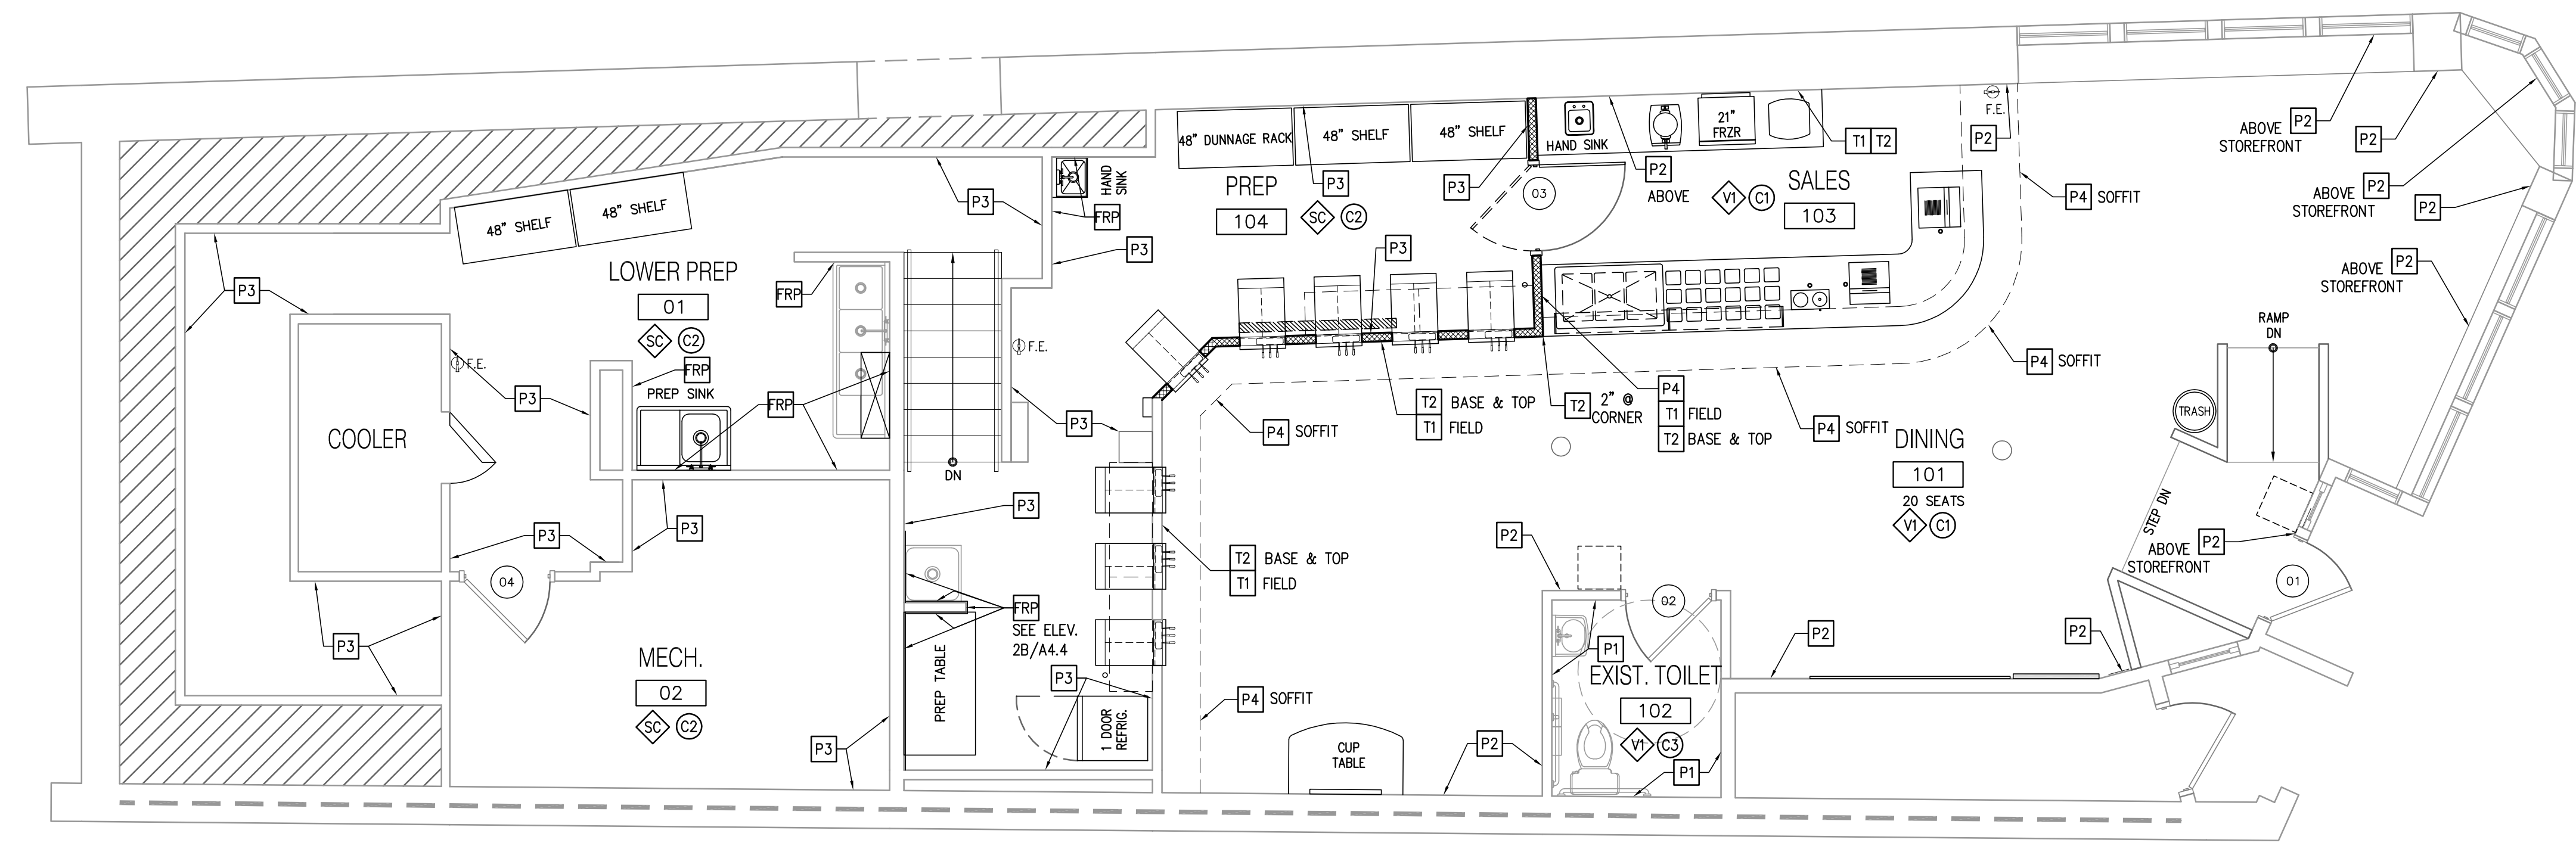 48" DUNNAGE RACK
48" SHELF
48" SHELF
HAND SINK
21"
FRZR
T1 T2
P2
F.E.
P2
ABOVE
STOREFRONT
P2
P2
ABOVE
STOREFRONT
P2
P2
ABOVE
STOREFRONT
P4 SOFFIT
PREP
104
SC
C2
P3
P3
03
P2
ABOVE
V1
C1
SALES
103
HAND
SINK
FRP
P3
P3
48" SHELF
48" SHELF
LOWER PREP
01
SC
C2
FRP
P3
F.E.
P3
FRP
PREP SINK
FRP
COOLER
DN
F.E.
P3
P3
P4 SOFFIT
T2 BASE & TOP
T1 FIELD
T2 2" @
CORNER
P4
T1 FIELD
T2 BASE & TOP
P4 SOFFIT
P4 SOFFIT
RAMP
DN
TRASH
DINING
101
20 SEATS
V1
C1
STEP DN
P2
ABOVE
STOREFRONT
01
P3
P3
P3
04
P3
MECH.
02
SC
C2
P3
FRP
SEE ELEV.
2B/A4.4
PREP TABLE
P3
1 DOOR
REFRIG.
T2 BASE & TOP
T1 FIELD
P4 SOFFIT
CUP
TABLE
P2
P2
02
P1
EXIST. TOILET
102
V1
C3
P1
P2
P2